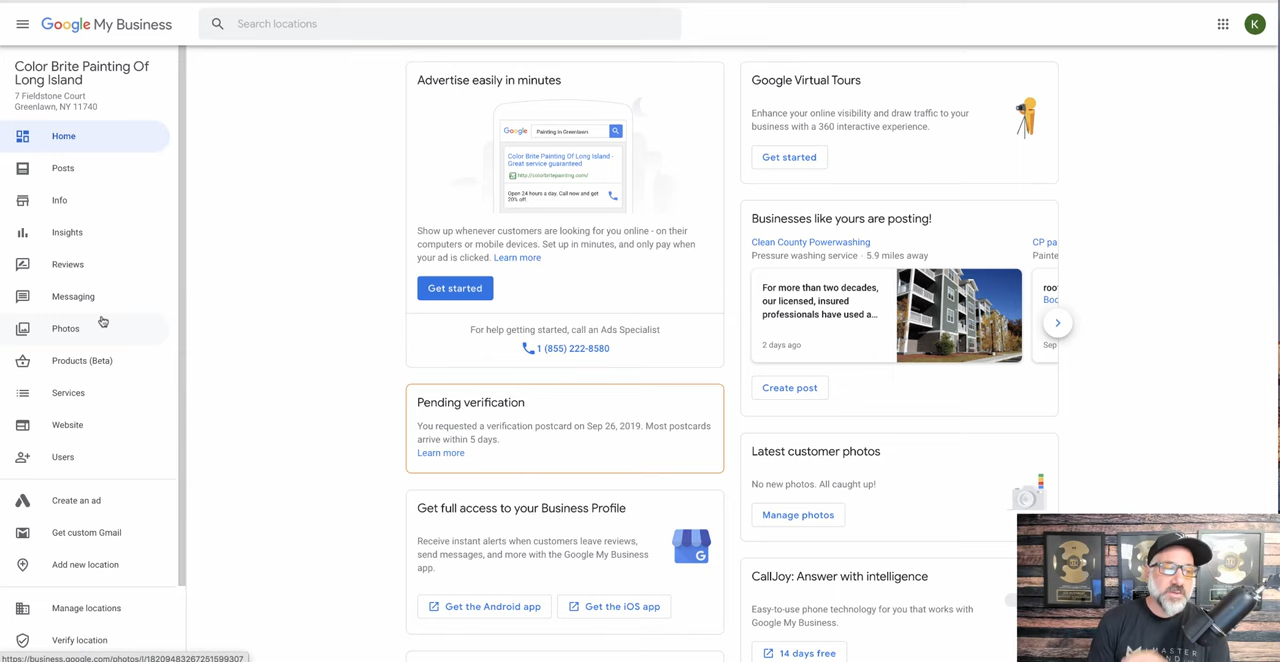 Google My Business
Search locations
K
Color Brite Painting Of
Long Island
7 Fieldstone Court
Greenlawn, NY 11740
Home
Posts
Info
Insights
Reviews
Messaging
Photos
Products (Beta)
Services
Website
Users
Create an ad
Get custom Gmail
Add new location
Manage locations
Verify location
https://business.google.com/photos/l/18209483267251599307
Advertise easily in minutes
Google Painting in Greenlawn
Color Brite Painting Of Long Island -
Great service guaranteed
http://colorbritepainting.com/
Open 24 hours a day. Call now and get
20% off.
Show up whenever customers are looking for you online - on their
computers or mobile devices. Set up in minutes, and only pay when
your ad is clicked. Learn more
Get started
For help getting started, call an Ads Specialist
1 (855) 222-8580
Pending verification
You requested a verification postcard on Sep 26, 2019. Most postcards
arrive within 5 days.
Learn more
Get full access to your Business Profile
Receive instant alerts when customers leave reviews,
send messages, and more with the Google My Business
app.
G
Get the Android app
Get the iOS app
Google Virtual Tours
Enhance your online visibility and draw traffic to your
business with a 360 interactive experience.
Get started
Businesses like yours are posting!
Clean County Powerwashing
Pressure washing service · 5.9 miles away
For more than two decades,
our licensed, insured
professionals have used a...
2 days ago
CP pa
Painte
roo
Boo
Sep
Create post
Latest customer photos
No new photos. All caught up!
Manage photos
CallJoy: Answer with intelligence
Easy-to-use phone technology for you that works with
Google My Business.
14 days free